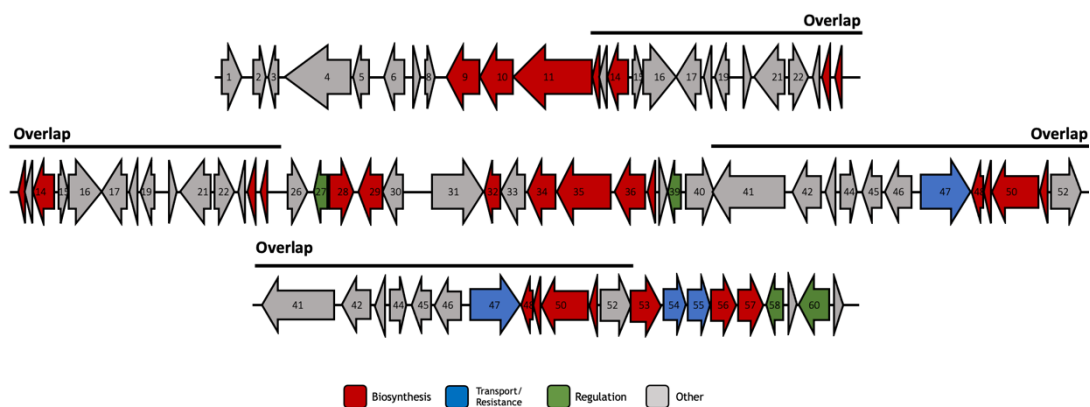 Overlap
1 2 3 4 5 6 8 9 10 11 14 15 16 17 19 21 22
Overlap
Overlap
14 15 16 17 19 21 22 26 27 28 29 30 31 32 33 34 35 36 39 40 41 42 44 45 46 47 48 50 52
Overlap
41 42 44 45 46 47 48 50 52 53 54 55 56 57 58 60
Biosynthesis
Transport/
Resistance
Regulation
Other